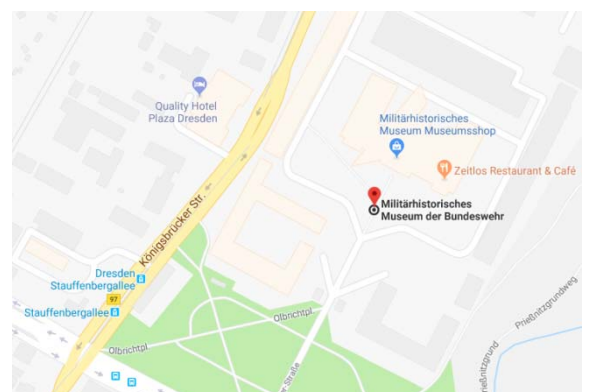 Quality Hotel
Plaza Dresden
Militärhistorisches
Museum Museumsshop
Zeitlos Restaurant & Café
Militärhistorisches
Museum der Bundeswehr
Königsbrücker Str.
Dresden
Stauffenbergallee
97
Stauffenbergallee
Olbrichtpl
Olbrichtpl
er-Straße
Prießnitzgrundweg
Prießnitzgrund